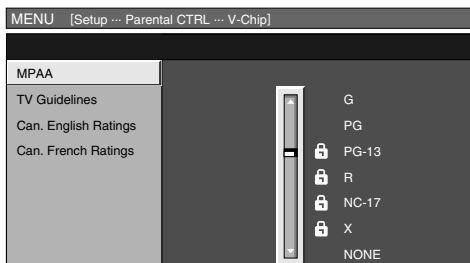 MENU [Setup ··· Parental CTRL ··· V-Chip]
MPAA
TV Guidelines
Can. English Ratings
Can. French Ratings
G
PG
PG-13
R
NC-17
X
NONE